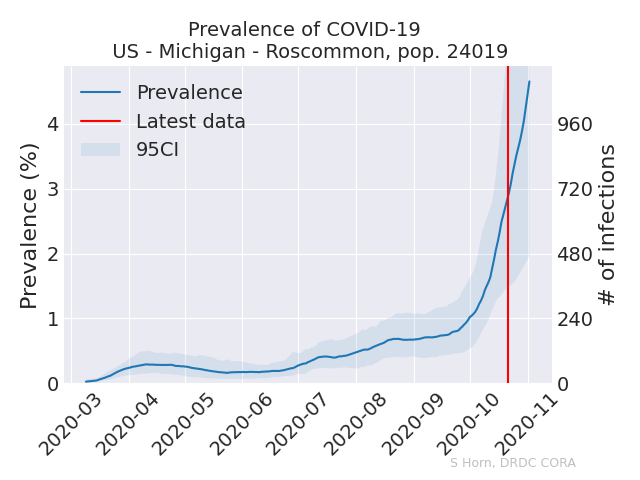 Prevalence of COVID-19
US - Michigan - Roscommon, pop. 24019
Prevalence
Latest data
95CI
Prevalence (%)
4
3
2
1
0
960
720
480
240
0
# of infections
2020-03
2020-04
2020-05
2020-06
2020-07
2020-08
2020-09
2020-10
2020-11
S Horn, DRDC CORA